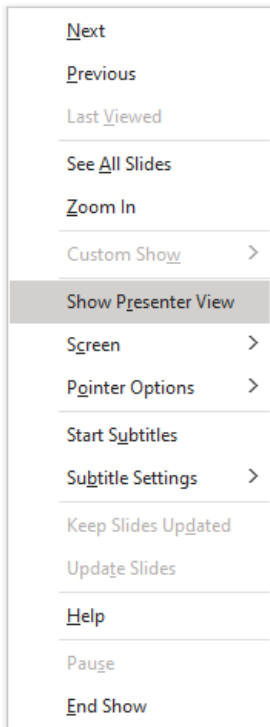 Next
Previous
Last Viewed
See All Slides
Zoom In
Custom Show
Show Presenter View
Screen
Pointer Options
Start Subtitles
Subtitle Settings
Keep Slides Updated
Update Slides
Help
Pause
End Show